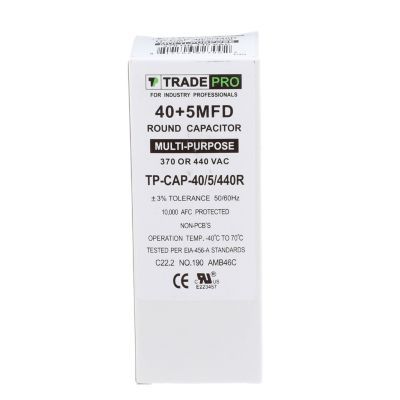 TRADEPRO
FOR INDUSTRY PROFESSIONALS
40+5MFD
ROUND CAPACITOR
MULTI-PURPOSE
370 OR 440 VAC
TP-CAP-40/5/440R
±3% TOLERANCE 50/60Hz
10,000 AFC PROTECTED
NON-PCB'S
OPERATION TEMP. -40°C TO 70°C
TESTED PER EIA-456-A STANDARDS
C22.2 NO.190 AMB46C
CE c RU US
E223457